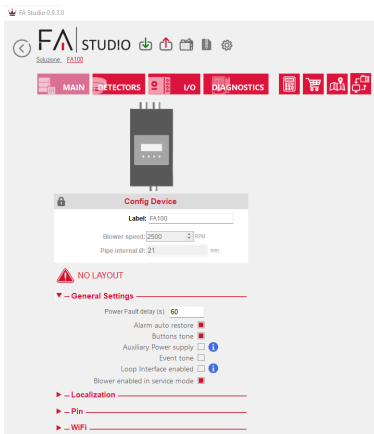 FA Studio 0.9.3.0
FA STUDIO
Soluzione FA100
MAIN DETECTORS I/O DIAGNOSTICS
Config Device
Label: FA100
Blower speed: 2500 RPM
Pipe internal Ø: 21 mm
NO LAYOUT
General Settings
Power Fault delay (s) 60
Alarm auto restore
Buttons tone
Auxiliary Power supply
Event tone
Loop Interface enabled
Blower enabled in service mode
Localization
Pin
WiFi